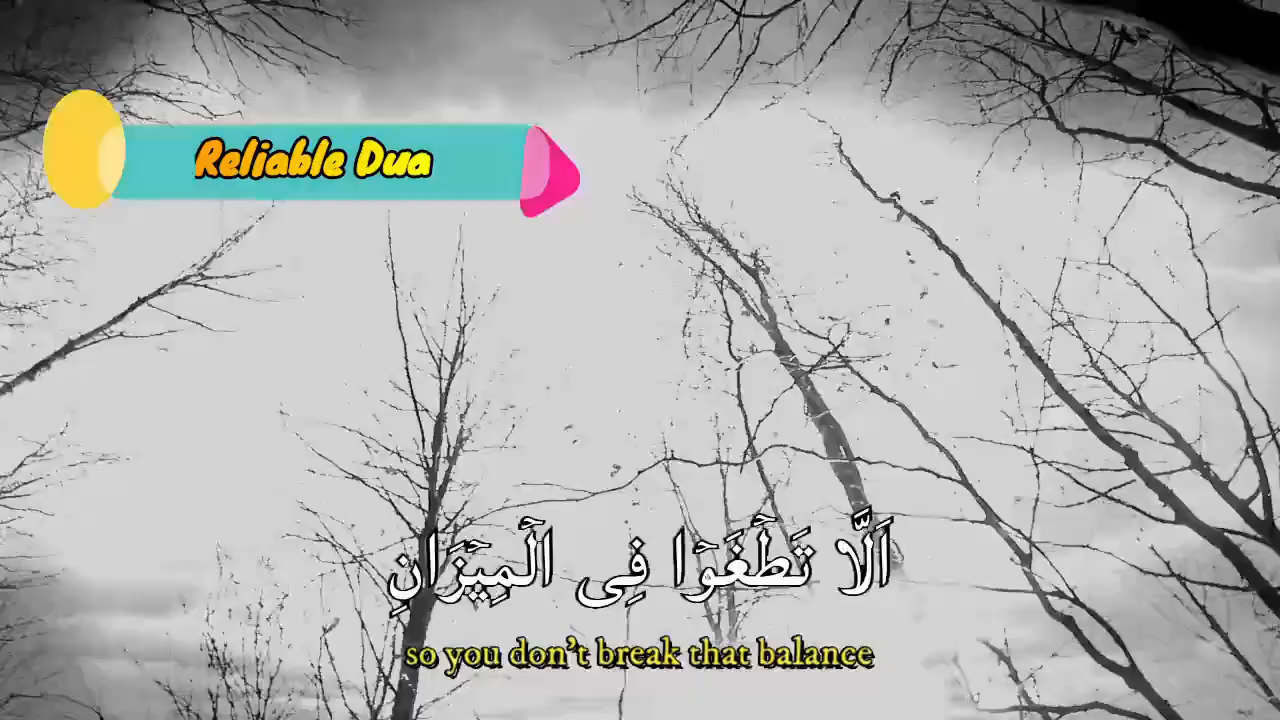 Reliable Dua
اَلَّا تَطۡغَوۡا فِى الۡمِيۡزَانِ
so you don’t break that balance